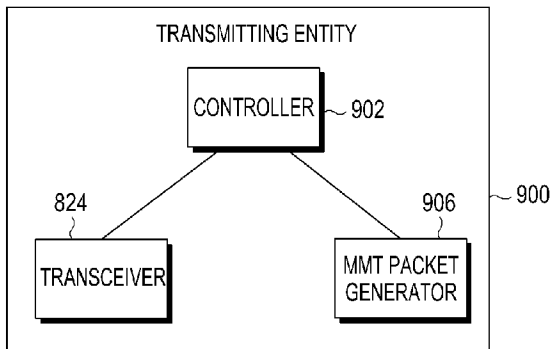 TRANSMITTING ENTITY
CONTROLLER
902
900
824
TRANSCEIVER
906
MMT PACKET
GENERATOR